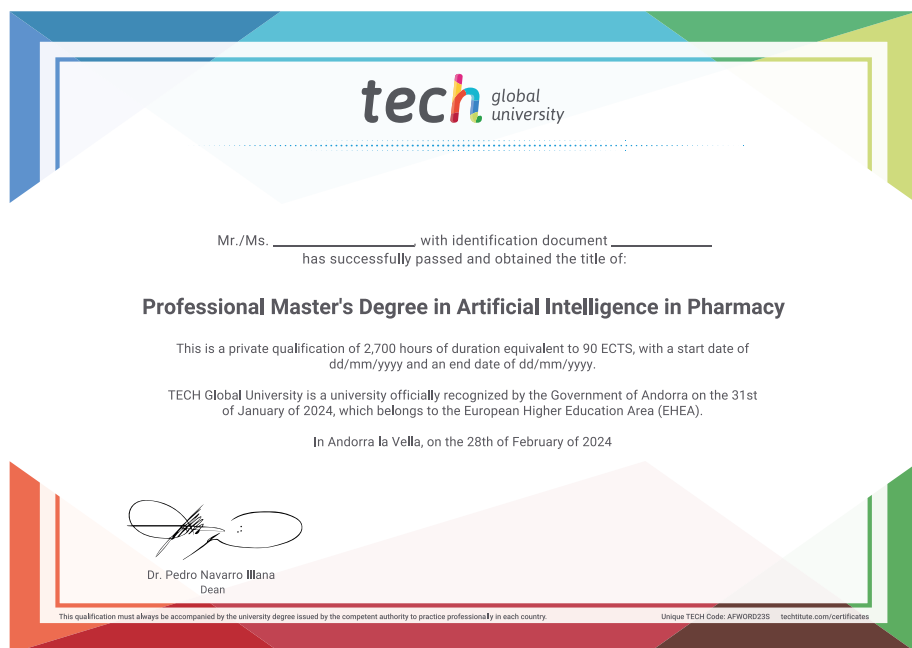 tech global
university
Mr./Ms. ____________, with identification document ____________
has successfully passed and obtained the title of:
Professional Master's Degree in Artificial Intelligence in Pharmacy
This is a private qualification of 2,700 hours of duration equivalent to 90 ECTS, with a start date of
dd/mm/yyyy and an end date of dd/mm/yyyy.
TECH Global University is a university officially recognized by the Government of Andorra on the 31st
of January of 2024, which belongs to the European Higher Education Area (EHEA).
In Andorra la Vella, on the 28th of February of 2024
Dr. Pedro Navarro Illana
Dean
This qualification must always be accompanied by the university degree issued by the competent authority to practice professionally in each country.
Unique TECH Code: AFWORD23S techtitute.com/certificates